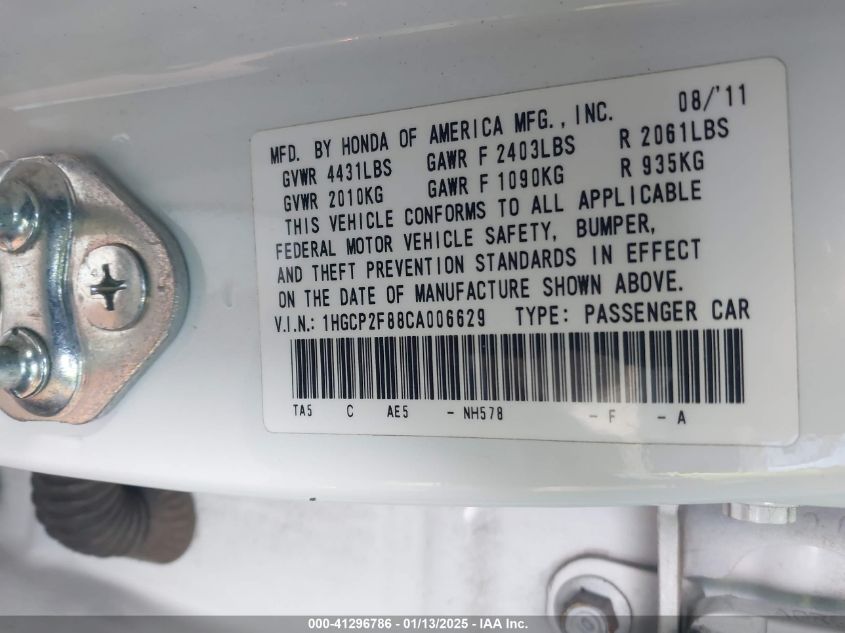 08/'11
MFD. BY HONDA OF AMERICA MFG., INC.
GVWR 4431LBS GAWR F 2403LBS R 2061LBS
GVWR 2010KG GAWR F 1090KG R 935KG
THIS VEHICLE CONFORMS TO ALL APPLICABLE
FEDERAL MOTOR VEHICLE SAFETY, BUMPER,
AND THEFT PREVENTION STANDARDS IN EFFECT
ON THE DATE OF MANUFACTURE SHOWN ABOVE.
V.I.N.: 1HGCP2F88CA006629 TYPE: PASSENGER CAR
TA5 C AE5 - NH578 - F - A
000-41296786 - 01/13/2025 - IAA Inc.